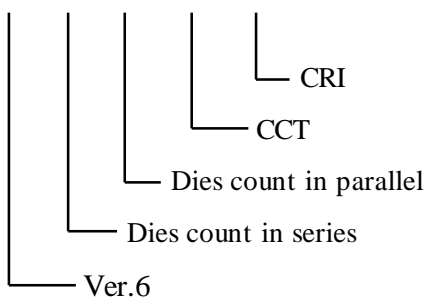 CRI
CCT
Dies count in parallel
Dies count in series
Ver.6